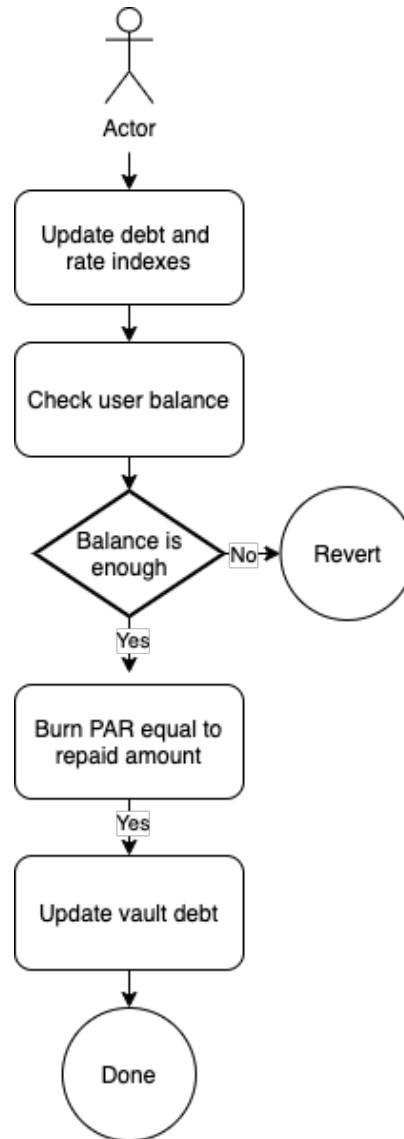 Actor
Update debt and
rate indexes
Check user balance
Balance is
enough
No
Revert
Yes
Burn PAR equal to
repaid amount
Yes
Update vault debt
Done